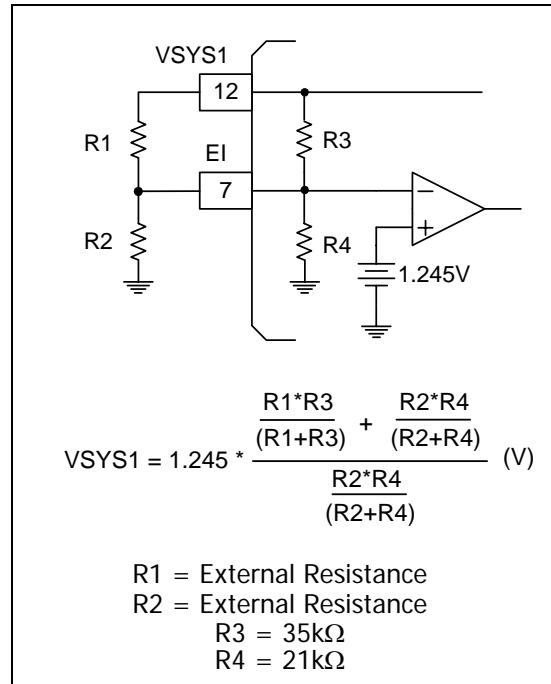 VSYS1
12
R1
R3
EI
7
−
R2
R4
+
1.245V
VSYS1 = 1.245 * R1*R3/(R1+R3) + R2*R4/(R2+R4) / R2*R4/(R2+R4) (V)
R1 = External Resistance
R2 = External Resistance
R3 = 35kΩ
R4 = 21kΩ